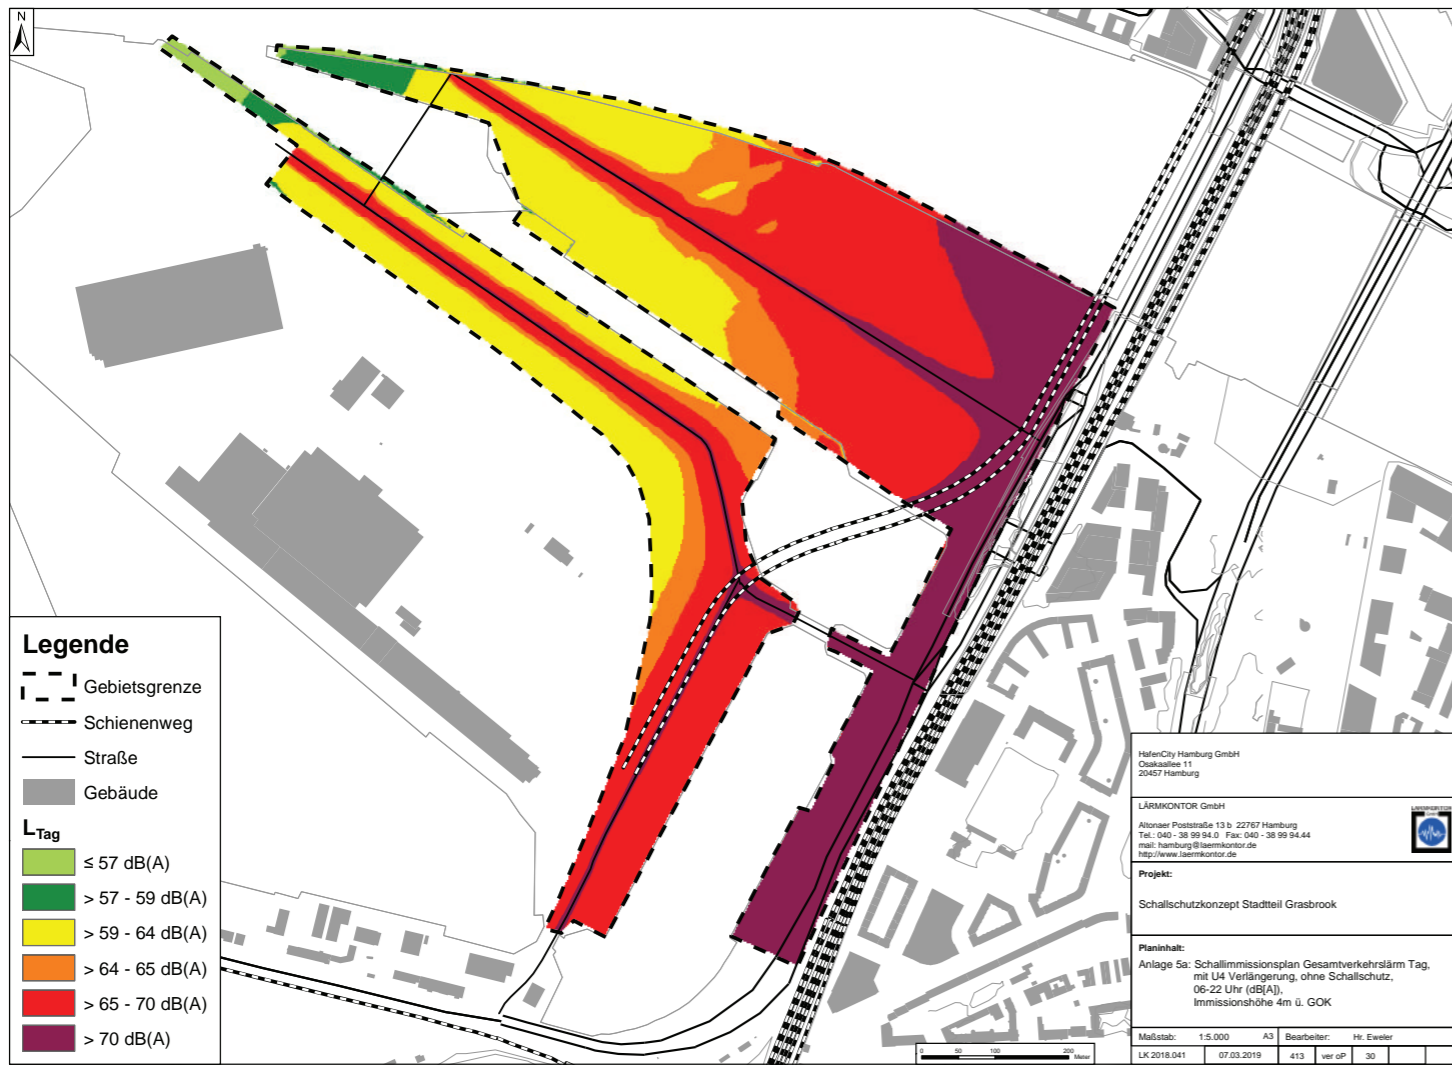 N
Legende
Gebietsgrenze
Schienenweg
Straße
Gebäude
LTag
≤ 57 dB(A)
> 57 - 59 dB(A)
> 59 - 64 dB(A)
> 64 - 65 dB(A)
> 65 - 70 dB(A)
> 70 dB(A)
0 50 100 200
Meter
HafenCity Hamburg GmbH
Osakaallee 11
20457 Hamburg
LÄRMKONTOR GmbH
Altonaer Poststraße 13 b 22767 Hamburg
Tel.: 040 - 38 99 94.0 Fax: 040 - 38 99 94.44
mail: hamburg@laermkontor.de
http://www.laermkontor.de
LÄRMKONTOR
Projekt:
Schallschutzkonzept Stadtteil Grasbrook
Planinhalt:
Anlage 5a: Schallimmissionsplan Gesamtverkehrslärm Tag,
mit U4 Verlängerung, ohne Schallschutz,
06-22 Uhr (dB[A]),
Immissionshöhe 4m ü. GOK
Maßstab: 1:5.000 A3 Bearbeiter: Hr. Eweler
LK 2018.041 07.03.2019 413 ver oP 30